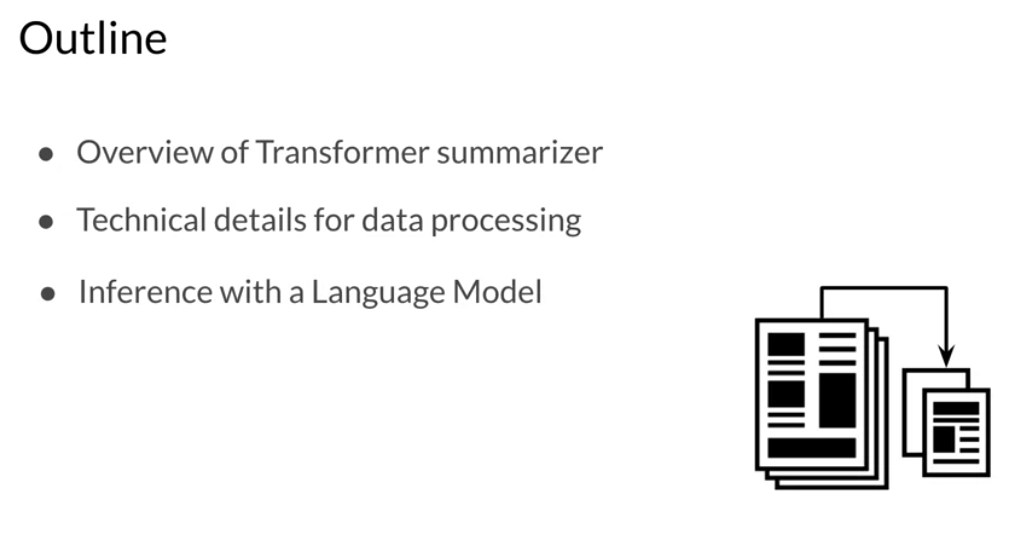 Outline
● Overview of Transformer summarizer
● Technical details for data processing
● Inference with a Language Model